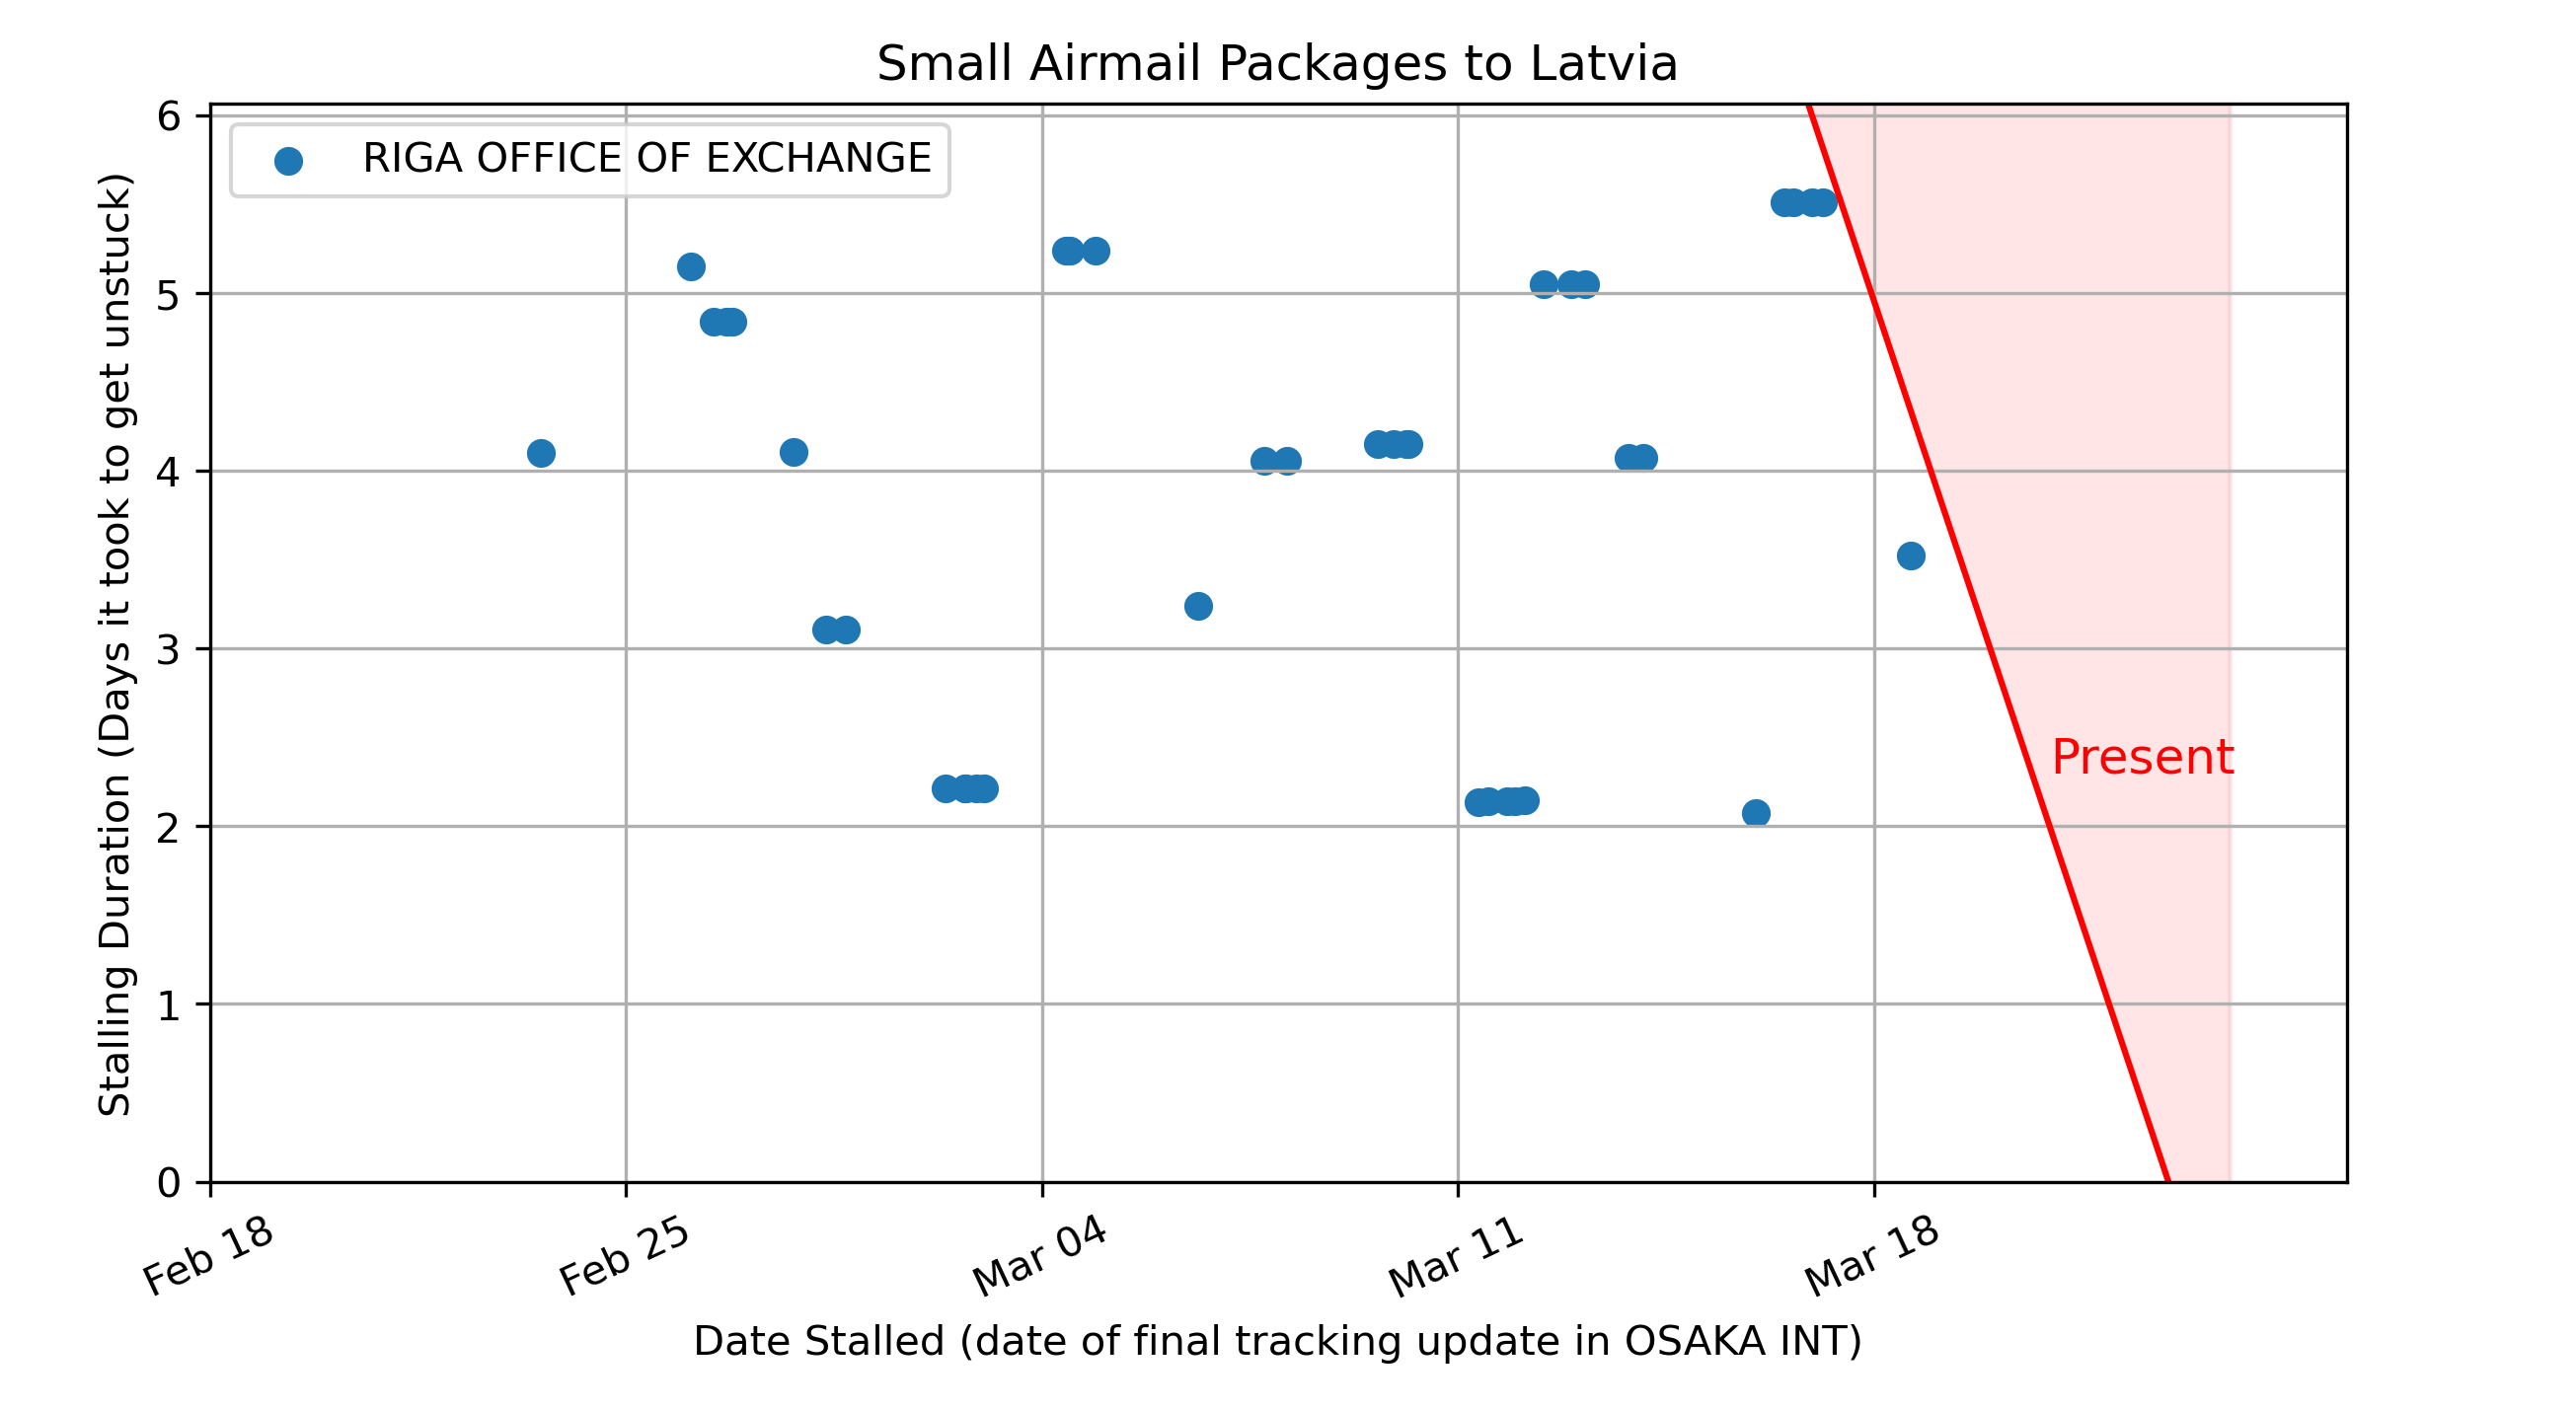 Small Airmail Packages to Latvia
RIGA OFFICE OF EXCHANGE
Stalling Duration (Days it took to get unstuck)
6
5
4
3
2
1
0
Present
Feb 18
Feb 25
Mar 04
Mar 11
Mar 18
Date Stalled (date of final tracking update in OSAKA INT)